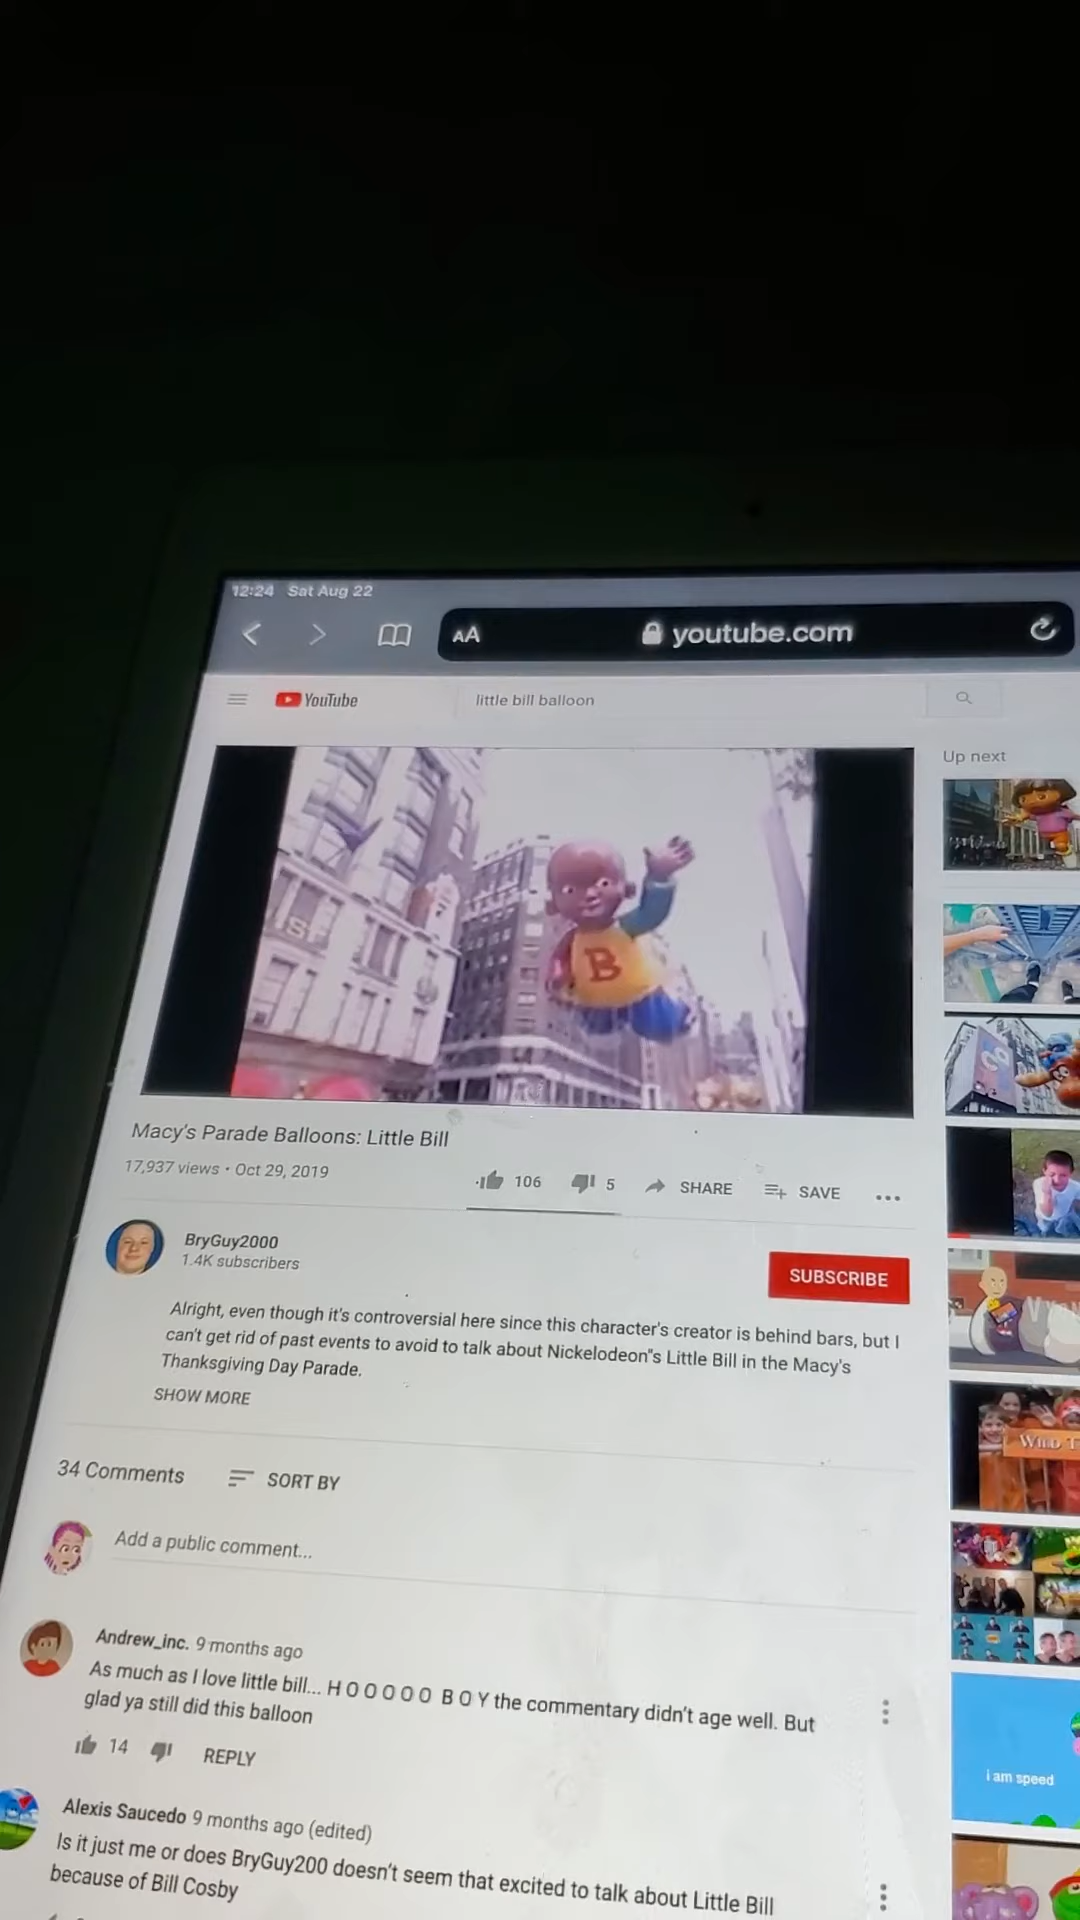 12:24 Sat Aug 22
AA youtube.com
YouTube
little bill balloon
Up next
B
Macy's Parade Balloons: Little Bill
17,937 views • Oct 29, 2019
106 5 SHARE SAVE
BryGuy2000
1.4K subscribers
SUBSCRIBE
Alright, even though it's controversial here since this character's creator is behind bars, but I
can't get rid of past events to avoid to talk about Nickelodeon"s Little Bill in the Macy's
Thanksgiving Day Parade.
SHOW MORE
34 Comments SORT BY
Add a public comment...
Andrew_inc. 9 months ago
As much as I love little bill... H O O O O O B O Y the commentary didn't age well. But
glad ya still did this balloon
14 REPLY
Alexis Saucedo 9 months ago (edited)
Is it just me or does BryGuy200 doesn't seem that excited to talk about Little Bill
because of Bill Cosby
WILD T
i am speed